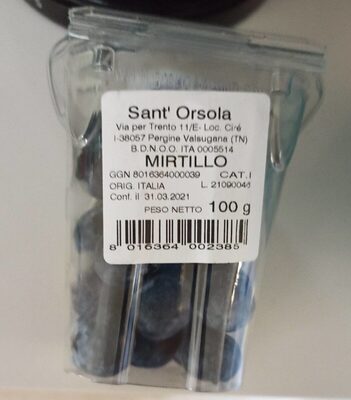 Sant' Orsola
Via per Trento 11/E- Loc. Ciré
I-38057 Pergine Valsugana (TN)
B.D.N.O.O. ITA 0005514
MIRTILLO
GGN 8016364000039 CAT.I
ORIG. ITALIA L. 21090046
Conf. il 31.03.2021
PESO NETTO 100 g
8 016364 002385